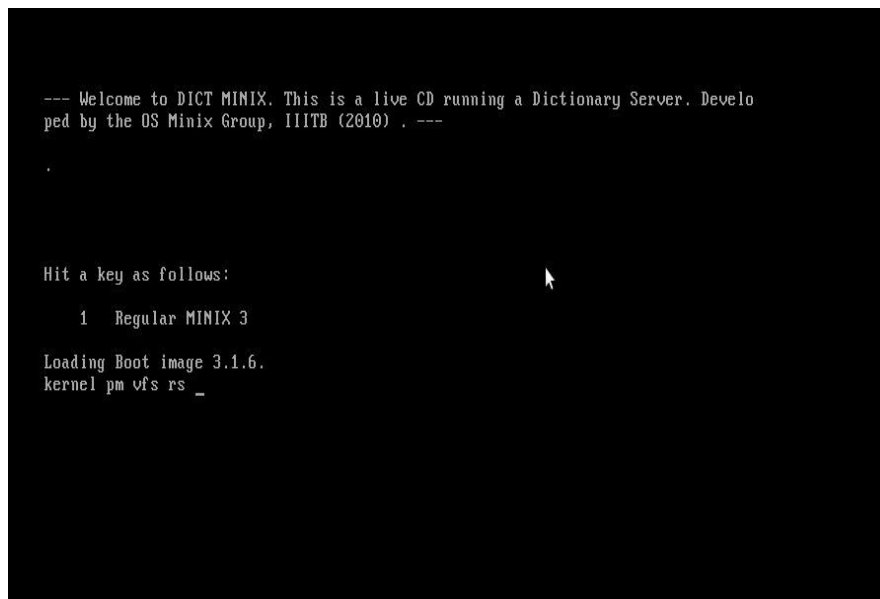 --- Welcome to DICT MINIX. This is a live CD running a Dictionary Server. Develo
ped by the OS Minix Group, IIITB (2010) . ---
.
Hit a key as follows:
1 Regular MINIX 3
Loading Boot image 3.1.6.
kernel pm vfs rs _